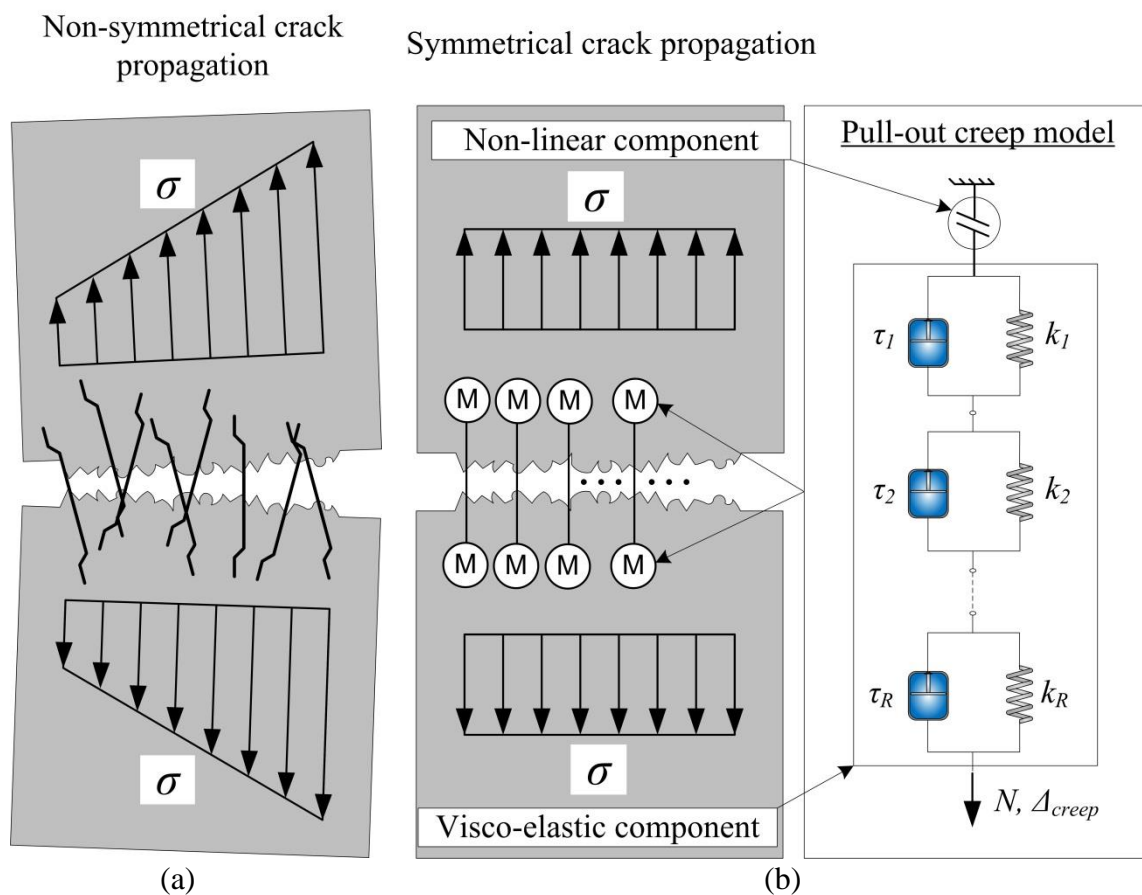 Non-symmetrical crack
propagation
Symmetrical crack propagation
σ
σ
Non-linear component
σ
M M M M
M M M M
σ
Visco-elastic component
Pull-out creep model
τ1 k1
τ2 k2
τR kR
N, Δcreep
(a)
(b)